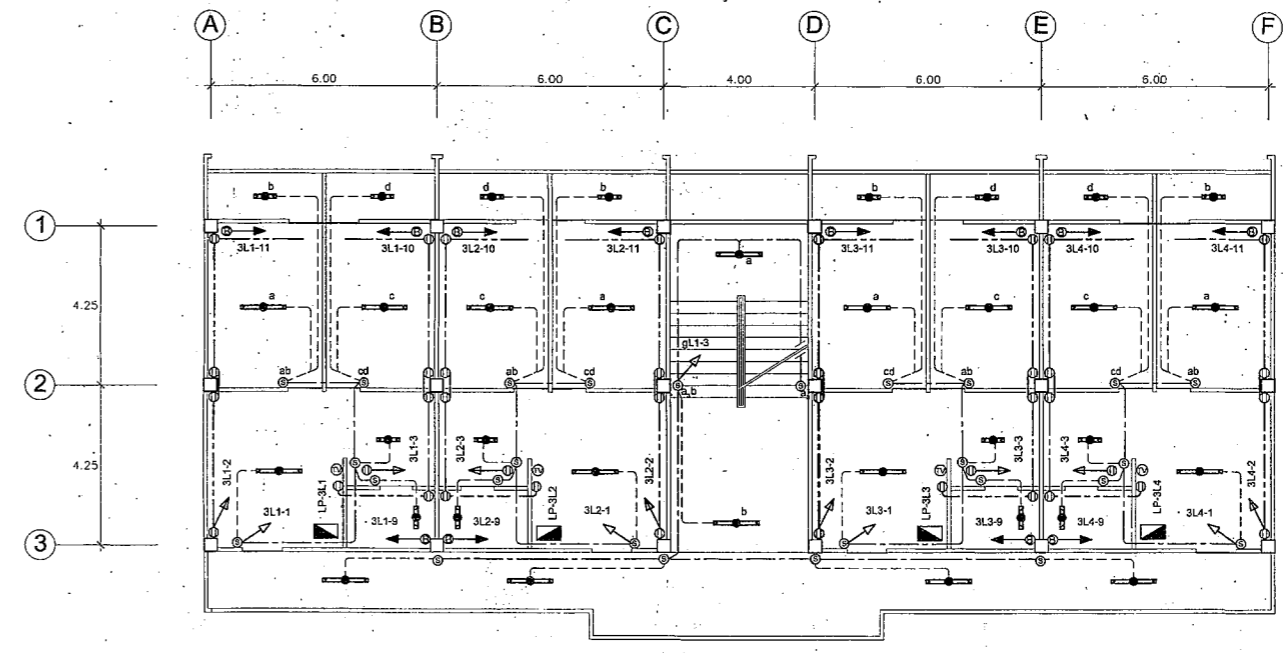 A B C D E F
6.00 6.00 4.00 6.00 6.00
b d d b b d d b
1
3L1-11 3L1-10 3L2-10 3L2-11 3L3-11 3L3-10 3L4-10 3L4-11
a
4.25
a c c a a c c a
gL1-3
2
ab cd ab cd cd ab cd ab
S S S S S S S S S S
a,b a
4.25
3L1-2 3L1-3 3L2-3 3L2-2 3L3-2 3L3-3 3L4-3 3L4-2
S S S S
TV TV TV TV
S S S S
LP-3L1 LP-3L2 LP-3L3 LP-3L4
3L1-1 3L1-9 3L2-9 3L2-1 3L3-1 3L3-9 3L4-9 3L4-1
b
3
S S S S
S S S S